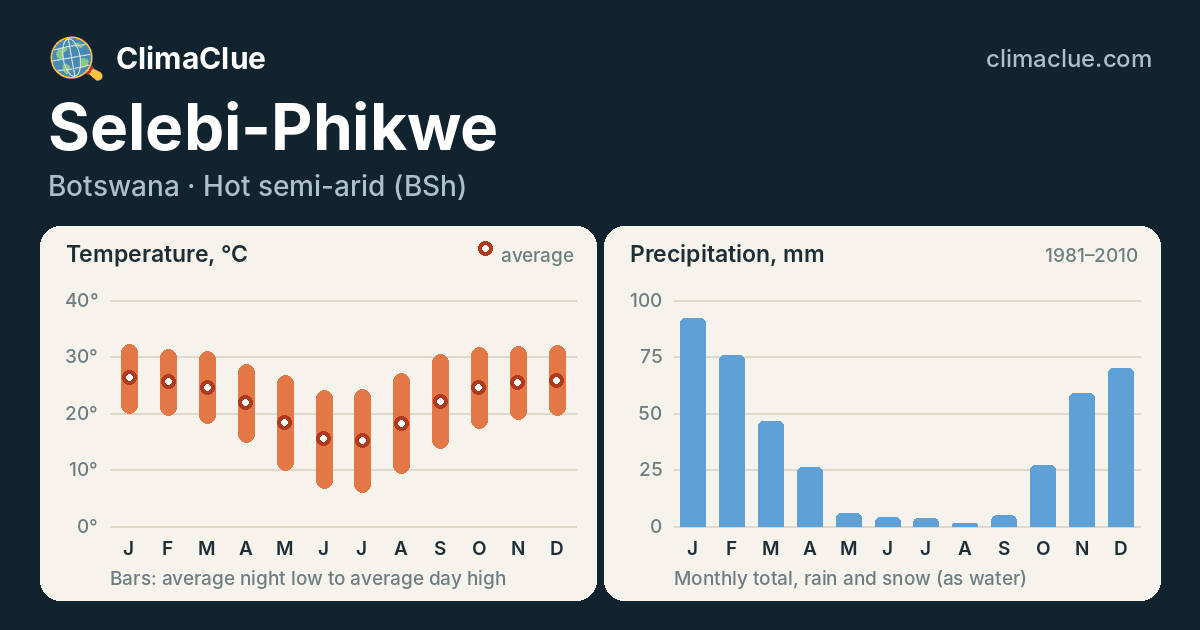 ClimaClue
climaclue.com
Selebi-Phikwe
Botswana · Hot semi-arid (BSh)
Temperature, °C
average
40°
30°
20°
10°
0°
J F M A M J J A S O N D
Bars: average night low to average day high
Precipitation, mm
1981–2010
100
75
50
25
0
J F M A M J J A S O N D
Monthly total, rain and snow (as water)